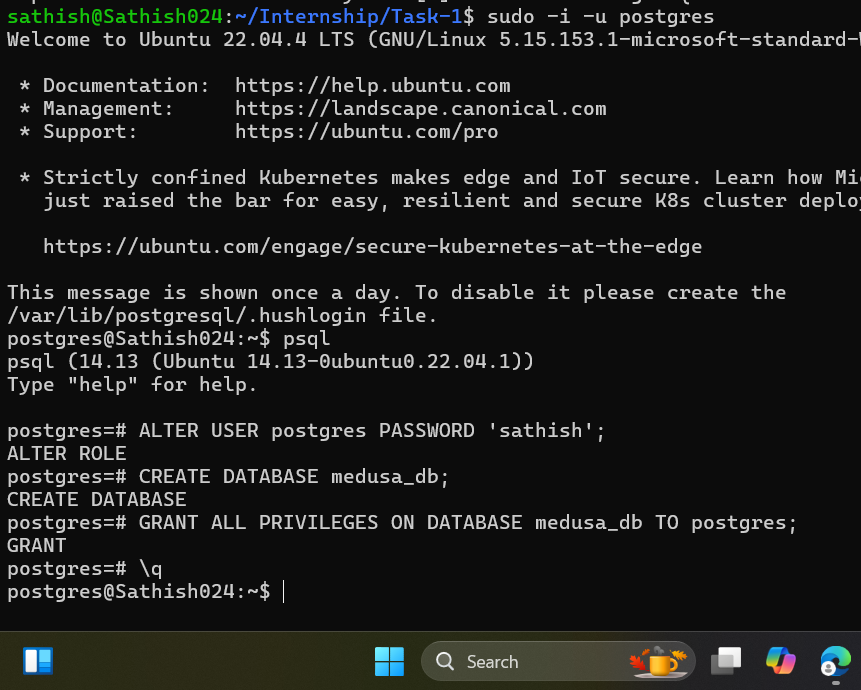 sathish@Sathish024:~/Internship/Task-1$ sudo -i -u postgres
Welcome to Ubuntu 22.04.4 LTS (GNU/Linux 5.15.153.1-microsoft-standard-W
* Documentation:  https://help.ubuntu.com
* Management:     https://landscape.canonical.com
* Support:        https://ubuntu.com/pro
* Strictly confined Kubernetes makes edge and IoT secure. Learn how Mi
just raised the bar for easy, resilient and secure K8s cluster deploy
https://ubuntu.com/engage/secure-kubernetes-at-the-edge
This message is shown once a day. To disable it please create the
/var/lib/postgresql/.hushlogin file.
postgres@Sathish024:~$ psql
psql (14.13 (Ubuntu 14.13-0ubuntu0.22.04.1))
Type "help" for help.
postgres=# ALTER USER postgres PASSWORD 'sathish';
ALTER ROLE
postgres=# CREATE DATABASE medusa_db;
CREATE DATABASE
postgres=# GRANT ALL PRIVILEGES ON DATABASE medusa_db TO postgres;
GRANT
postgres=# \q
postgres@Sathish024:~$
Search